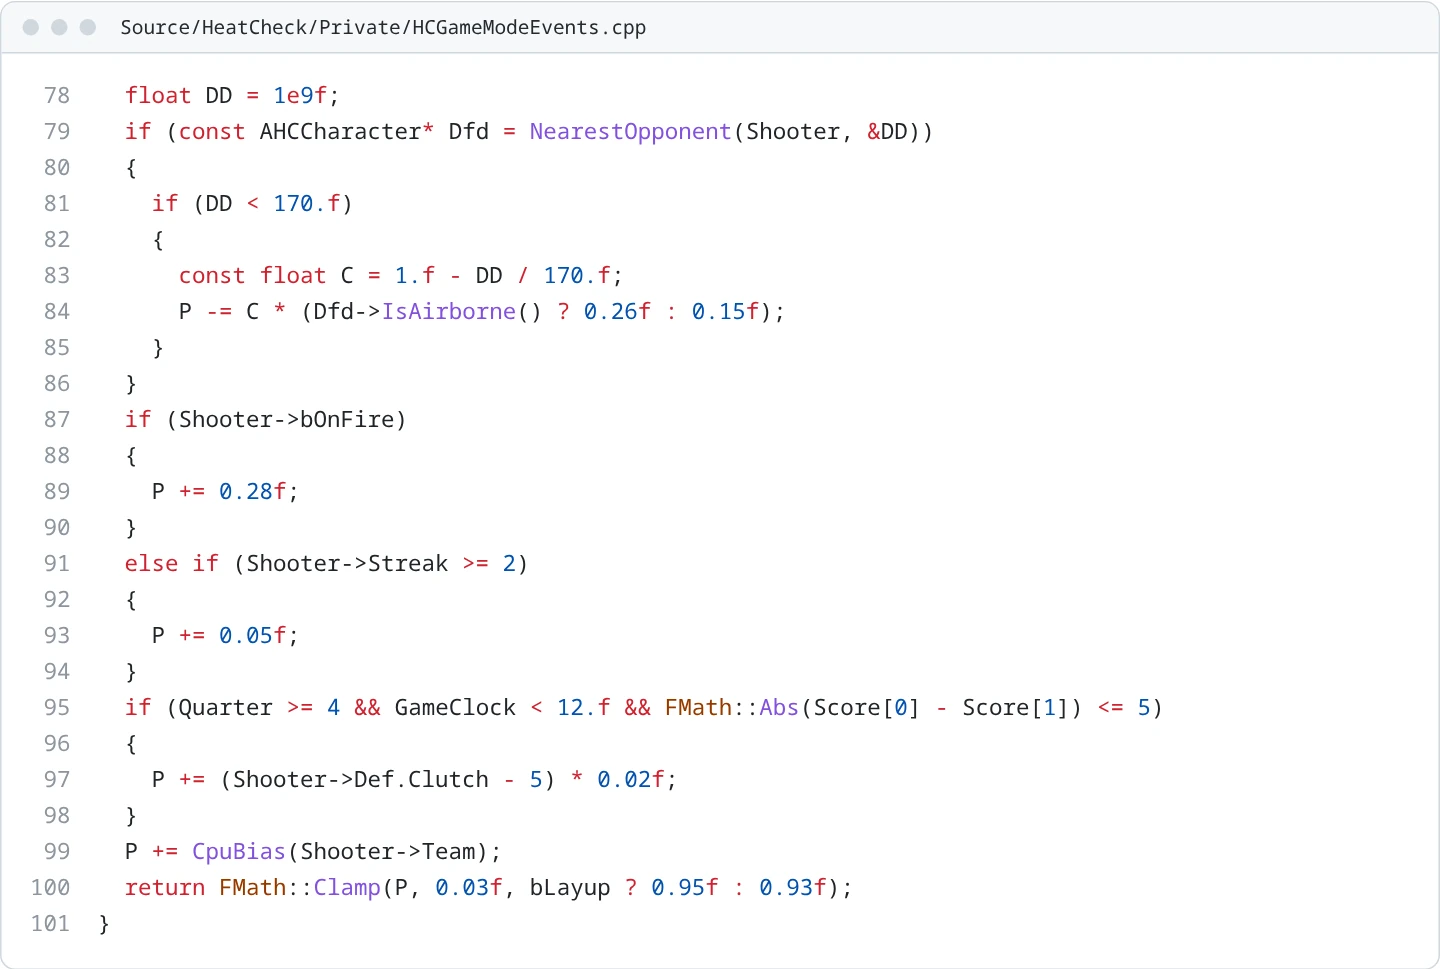 Source/HeatCheck/Private/HCGameModeEvents.cpp
78 float DD = 1e9f;
79 if (const AHCCharacter* Dfd = NearestOpponent(Shooter, &DD))
80 {
81 if (DD < 170.f)
82 {
83 const float C = 1.f - DD / 170.f;
84 P -= C * (Dfd->IsAirborne() ? 0.26f : 0.15f);
85 }
86 }
87 if (Shooter->bOnFire)
88 {
89 P += 0.28f;
90 }
91 else if (Shooter->Streak >= 2)
92 {
93 P += 0.05f;
94 }
95 if (Quarter >= 4 && GameClock < 12.f && FMath::Abs(Score[0] - Score[1]) <= 5)
96 {
97 P += (Shooter->Def.Clutch - 5) * 0.02f;
98 }
99 P += CpuBias(Shooter->Team);
100 return FMath::Clamp(P, 0.03f, bLayup ? 0.95f : 0.93f);
101 }